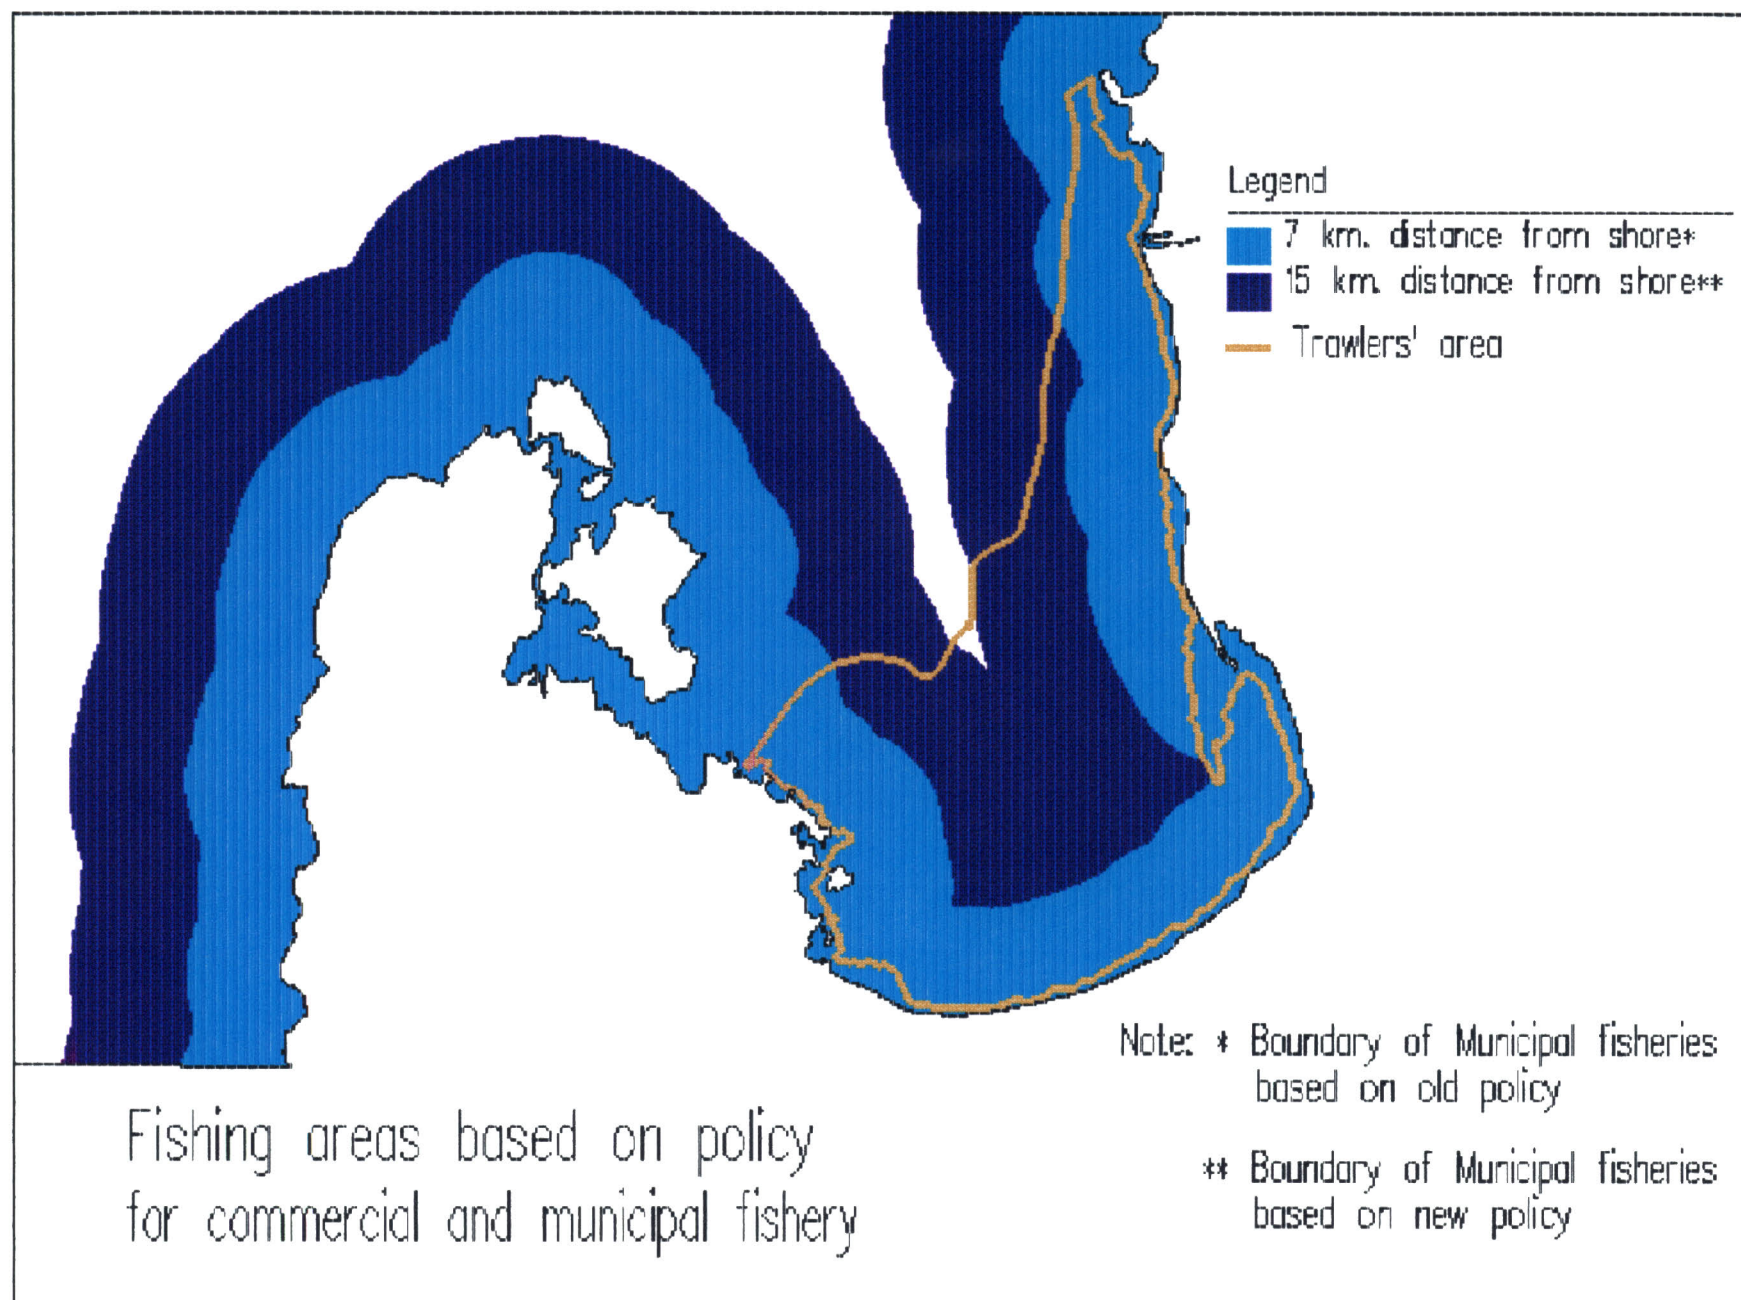 Legend
7 km. distance from shore*
15 km. distance from shore**
Trawlers' area
Note: * Boundary of Municipal fisheries
based on old policy
** Boundary of Municipal fisheries
based on new policy
Fishing areas based on policy
for commercial and municipal fishery